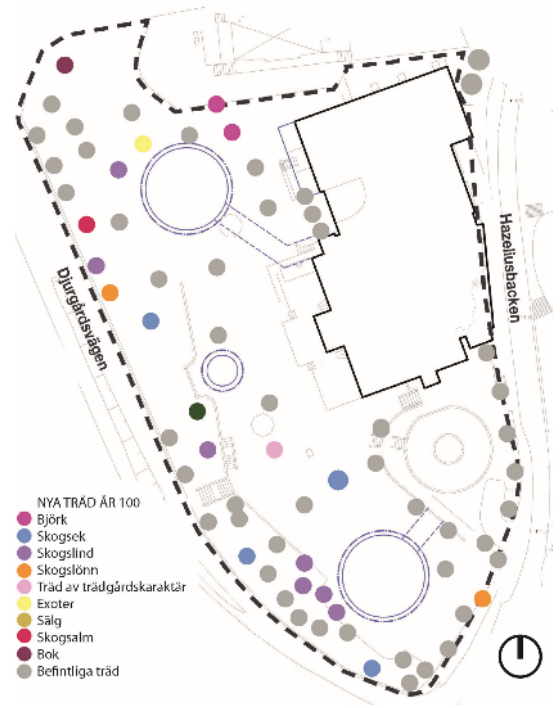 Hazeliusbacken
Djurgårdsvägen
NYA TRÄD ÅR 100
Björk
Skogsek
Skogslind
Skogslönn
Träd av trädgårdskaraktär
Exoter
Sälg
Skogsalm
Bok
Befintliga träd